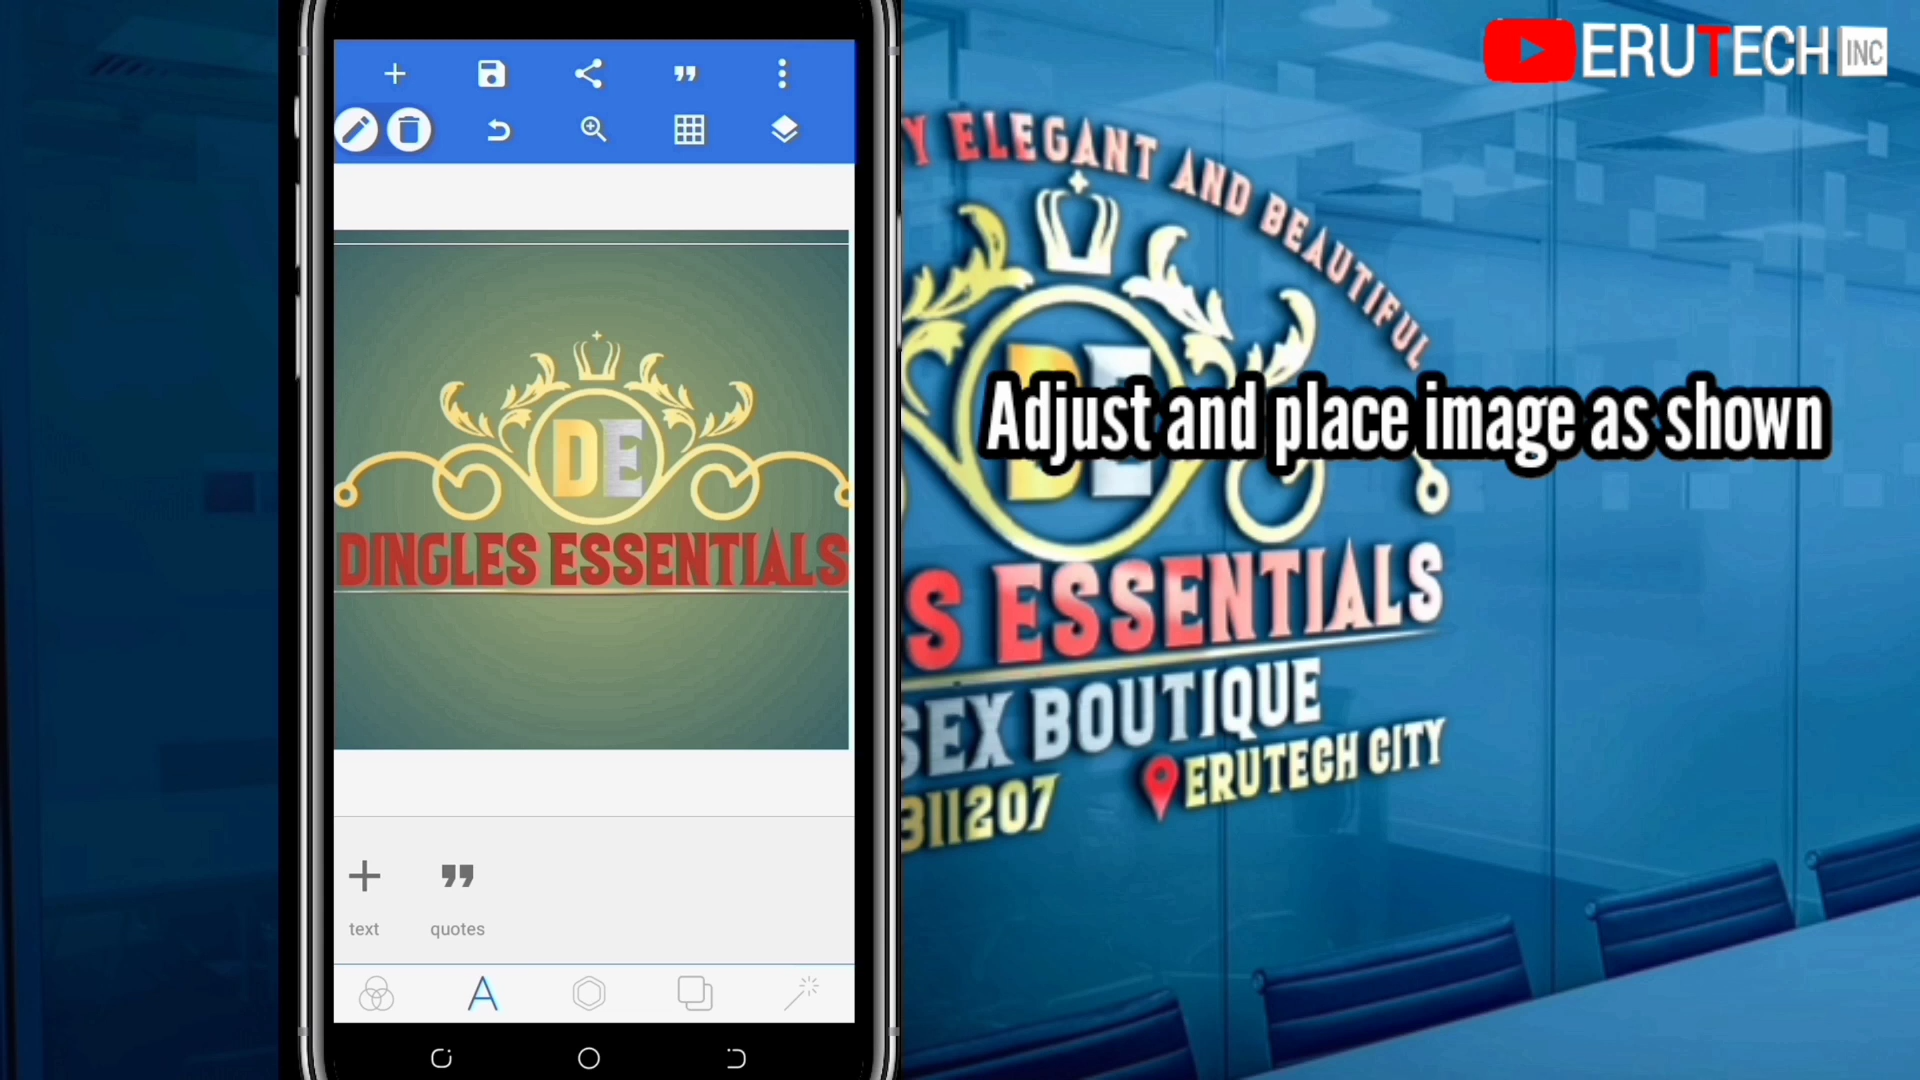 ERUTECH INC
Y ELEGANT AND BEAUTIFUL
DE
DINGLES ESSENTIALS
DE
Adjust and place image as shown
S ESSENTIALS
SEX BOUTIQUE
311207
ERUTECH CITY
text
quotes